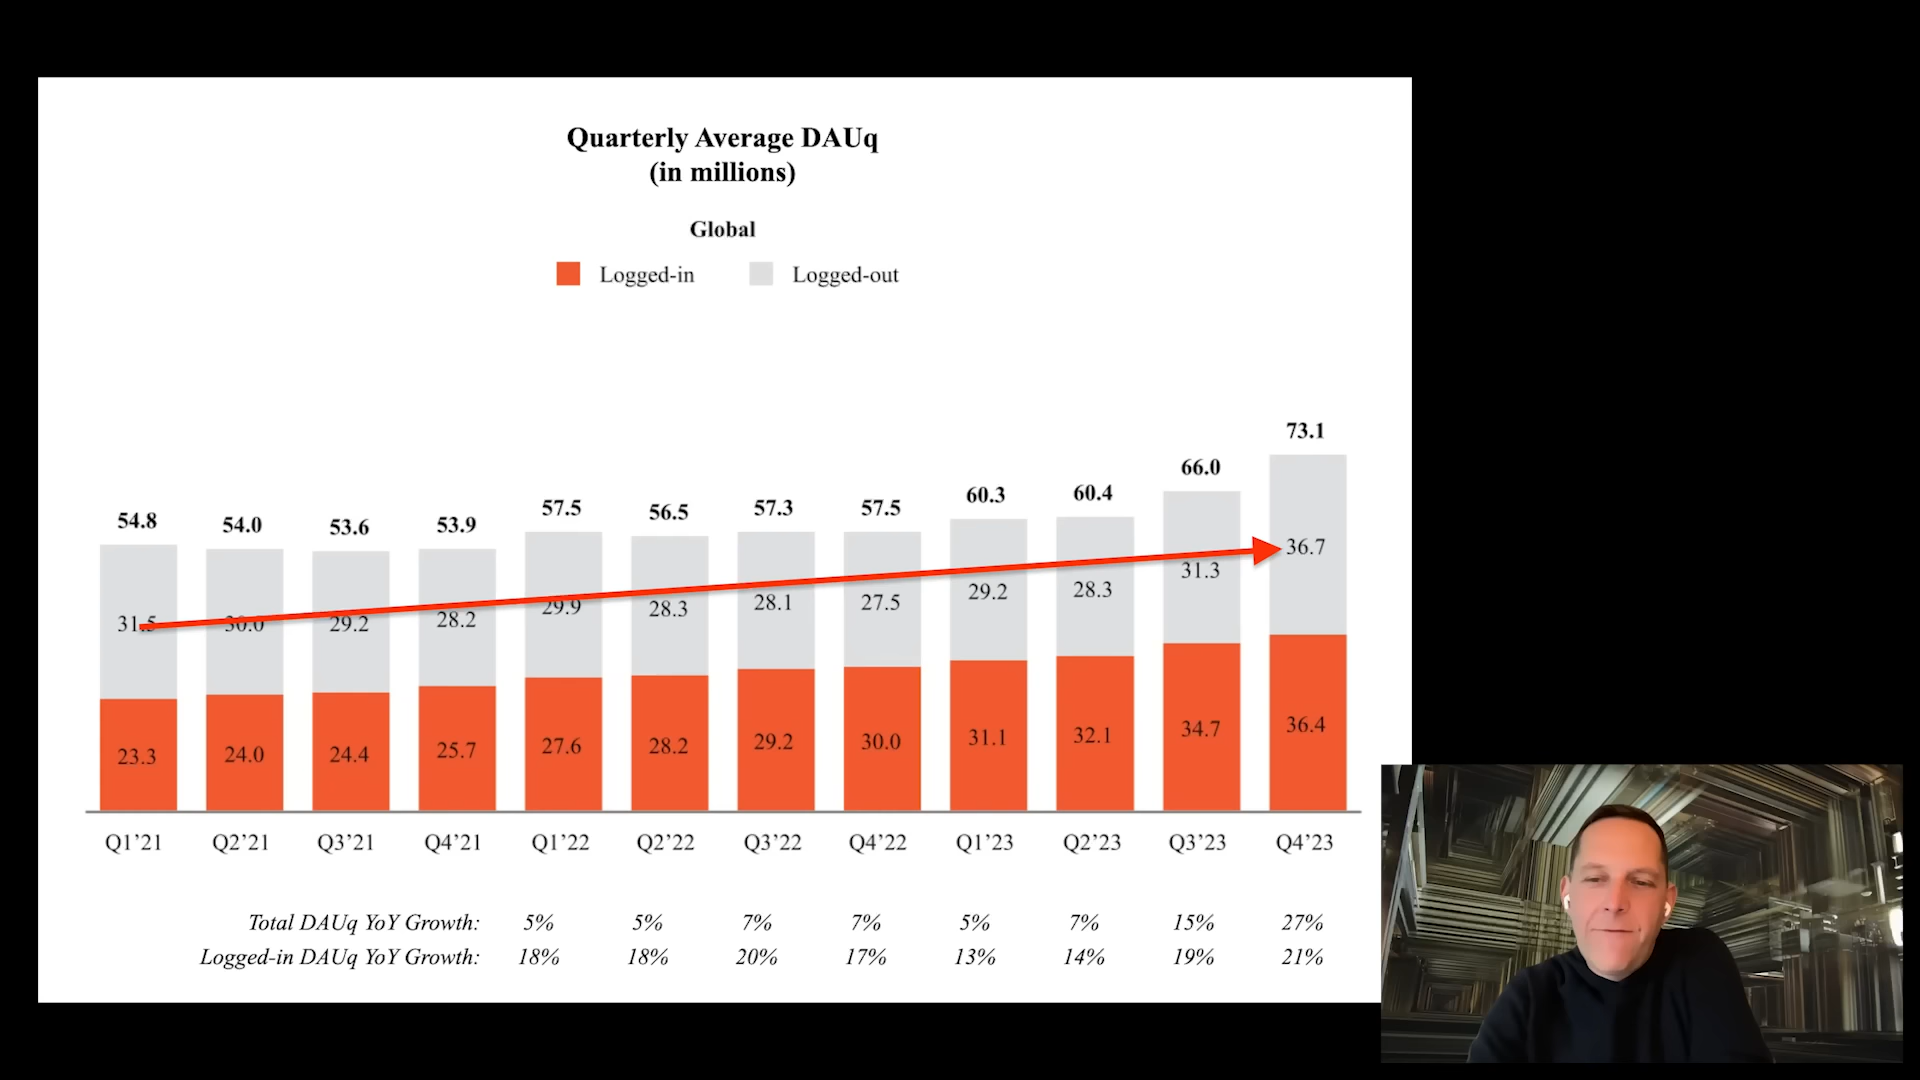 Quarterly Average DAUq
(in millions)
Global
Logged-in Logged-out
54.8 54.0 53.6 53.9 57.5 56.5 57.3 57.5 60.3 60.4 66.0 73.1
31.5 30.0 29.2 28.2 29.9 28.3 28.1 27.5 29.2 28.3 31.3 36.7
23.3 24.0 24.4 25.7 27.6 28.2 29.2 30.0 31.1 32.1 34.7 36.4
Q1’21 Q2’21 Q3’21 Q4’21 Q1’22 Q2’22 Q3’22 Q4’22 Q1’23 Q2’23 Q3’23 Q4’23
Total DAUq YoY Growth: 5% 5% 7% 7% 5% 7% 15% 27%
Logged-in DAUq YoY Growth: 18% 18% 20% 17% 13% 14% 19% 21%